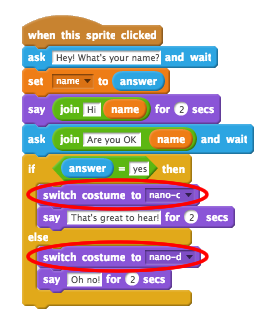 when this sprite clicked
ask Hey! What's your name? and wait
set name to answer
say join Hi name for 2 secs
ask join Are you OK name and wait
if answer = yes then
switch costume to nano-c
say That's great to hear! for 2 secs
else
switch costume to nano-d
say Oh no! for 2 secs